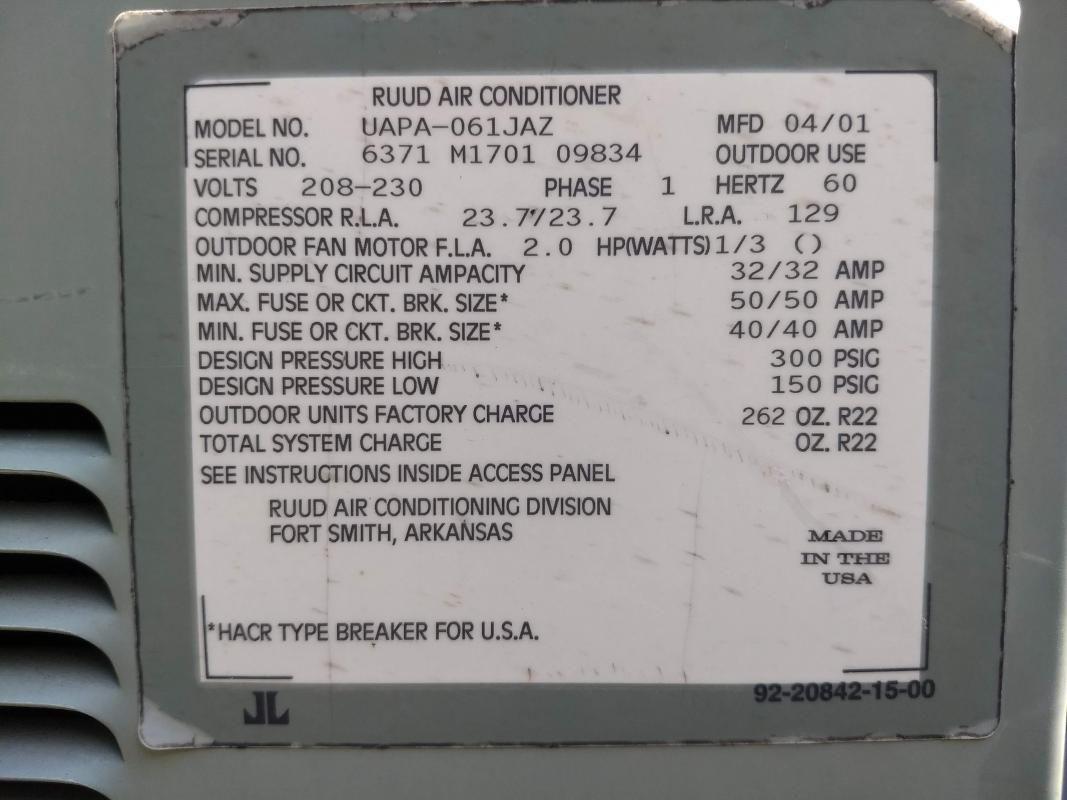 RUUD AIR CONDITIONER
MODEL NO. UAPA-061JAZ MFD 04/01
SERIAL NO. 6371 M1701 09834 OUTDOOR USE
VOLTS 208-230 PHASE 1 HERTZ 60
COMPRESSOR R.L.A. 23.7/23.7 L.R.A. 129
OUTDOOR FAN MOTOR F.L.A. 2.0 HP(WATTS) 1/3 ()
MIN. SUPPLY CIRCUIT AMPACITY 32/32 AMP
MAX. FUSE OR CKT. BRK. SIZE* 50/50 AMP
MIN. FUSE OR CKT. BRK. SIZE* 40/40 AMP
DESIGN PRESSURE HIGH 300 PSIG
DESIGN PRESSURE LOW 150 PSIG
OUTDOOR UNITS FACTORY CHARGE 262 OZ. R22
TOTAL SYSTEM CHARGE OZ. R22
SEE INSTRUCTIONS INSIDE ACCESS PANEL
RUUD AIR CONDITIONING DIVISION
FORT SMITH, ARKANSAS
MADE
IN THE
USA
*HACR TYPE BREAKER FOR U.S.A.
92-20842-15-00